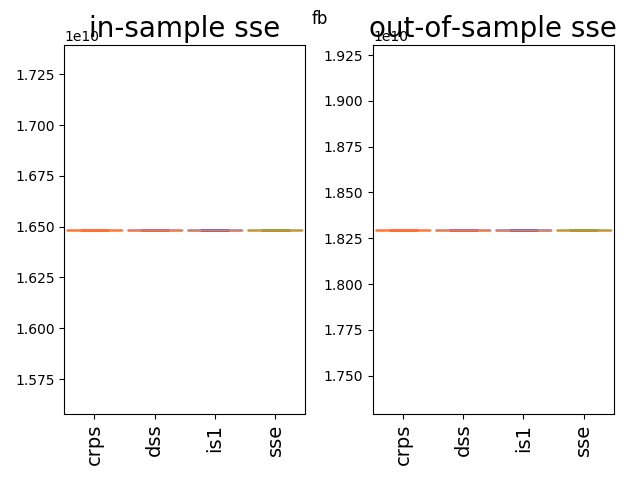 fb
in-sample sse
1e10
1.725
1.700
1.675
1.650
1.625
1.600
1.575
crps
dss
is1
sse
out-of-sample sse
1e10
1.925
1.900
1.875
1.850
1.825
1.800
1.775
1.750
crps
dss
is1
sse